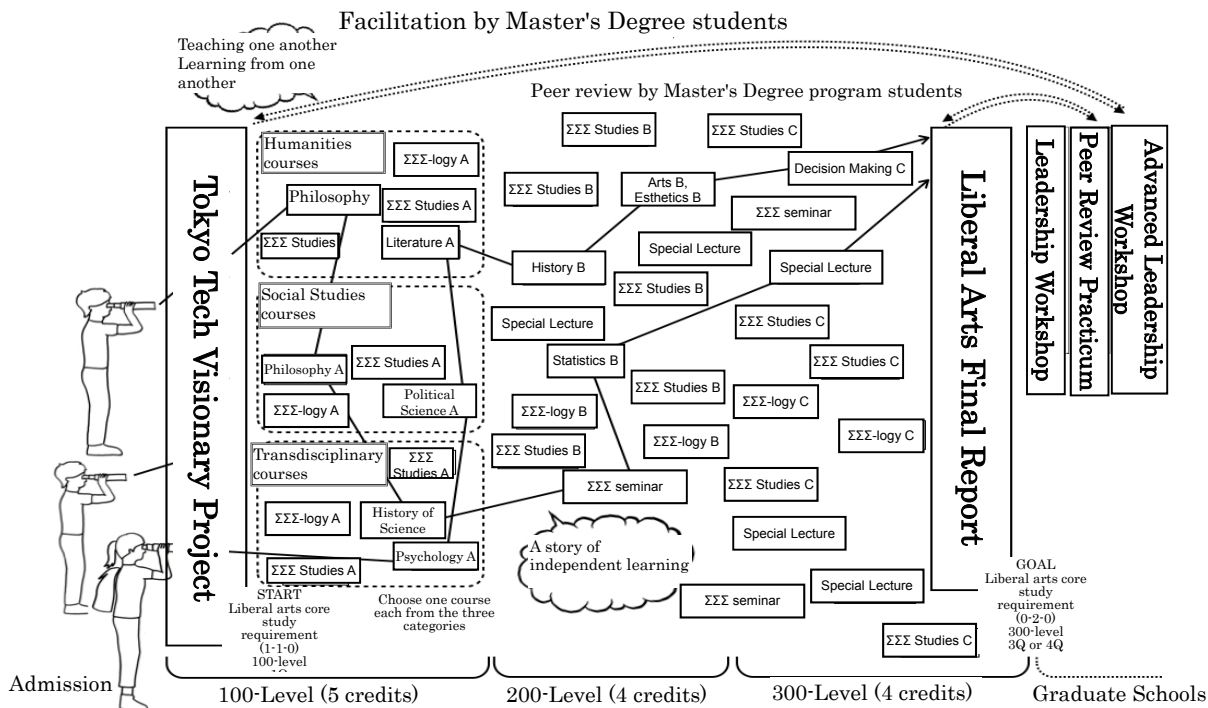 Facilitation by Master's Degree students
Teaching one another
Learning from one
another
Peer review by Master's Degree program students
Tokyo Tech Visionary Project
Humanities
courses
ΣΣΣ-logy A
Philosophy
ΣΣΣ Studies A
ΣΣΣ Studies
Literature A
Social Studies
courses
Philosophy A
ΣΣΣ Studies A
ΣΣΣ-logy A
Political
Science A
Transdisciplinary
courses
ΣΣΣ
Studies A
ΣΣΣ-logy A
History of
Science
Psychology A
ΣΣΣ Studies A
START
Liberal arts core
study
requirement
(1-1-0)
100-level
Choose one course
each from the three
categories
ΣΣΣ Studies B
ΣΣΣ Studies C
Decision Making C
ΣΣΣ Studies B
Arts B,
Esthetics B
ΣΣΣ seminar
Special Lecture
History B
Special Lecture
ΣΣΣ Studies B
Special Lecture
ΣΣΣ Studies C
Statistics B
ΣΣΣ Studies C
ΣΣΣ Studies B
ΣΣΣ-logy B
ΣΣΣ-logy C
ΣΣΣ-logy C
ΣΣΣ Studies B
ΣΣΣ-logy B
ΣΣΣ seminar
ΣΣΣ Studies C
Special Lecture
A story of
independent learning
Special Lecture
ΣΣΣ seminar
ΣΣΣ Studies C
Liberal Arts Final Report
Leadership Workshop
Peer Review Practicum
Advanced Leadership
Workshop
GOAL
Liberal arts core
study
requirement
(0-2-0)
300-level
3Q or 4Q
Admission
100-Level (5 credits)
200-Level (4 credits)
300-Level (4 credits)
Graduate Schools